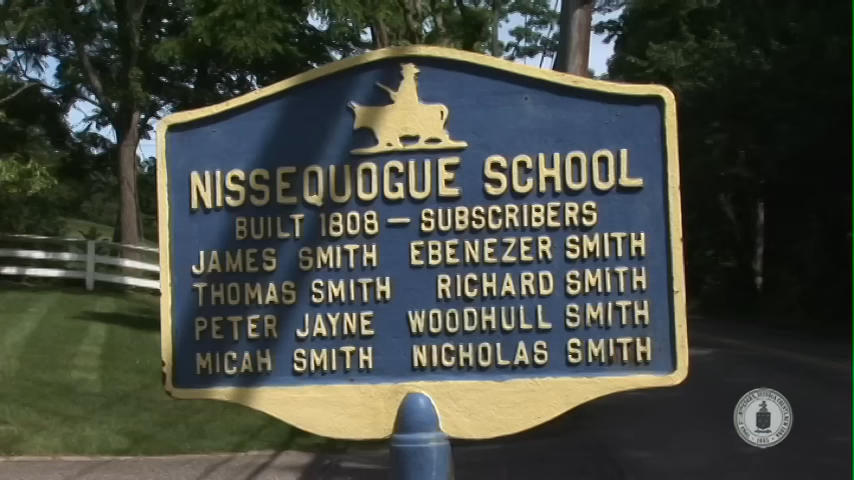 NISSEQUOGUE SCHOOL
BUILT 1808 — SUBSCRIBERS
JAMES SMITH EBENEZER SMITH
THOMAS SMITH RICHARD SMITH
PETER JAYNE WOODHULL SMITH
MICAH SMITH NICHOLAS SMITH
1665